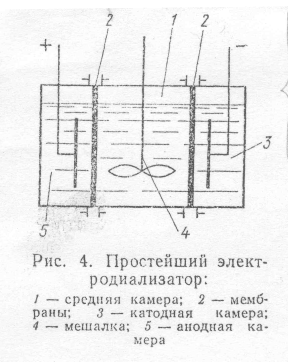 2 1 2
+ −
3
5 4
Рис. 4. Простейший элект-
родиализатор:
1 — средняя камера; 2 — мемб-
раны; 3 — катодная камера;
4 — мешалка; 5 — анодная ка-
мера